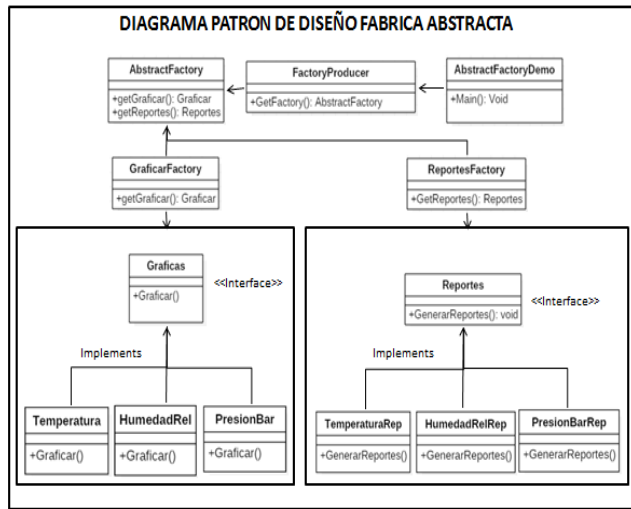 DIAGRAMA PATRON DE DISEÑO FABRICA ABSTRACTA
AbstractFactory
+getGraficar(): Graficar
+getReportes(): Reportes
FactoryProducer
+GetFactory(): AbstractFactory
AbstractFactoryDemo
+Main(): Void
GraficarFactory
+getGraficar(): Graficar
ReportesFactory
+GetReportes(): Reportes
Graficas
+Graficar()
<<Interface>>
Implements
Temperatura
+Graficar()
HumedadRel
+Graficar()
PresionBar
+Graficar()
Reportes
+GenerarReportes(): void
<<Interface>>
Implements
TemperaturaRep
+GenerarReportes()
HumedadRelRep
+GenerarReportes()
PresionBarRep
+GenerarReportes()